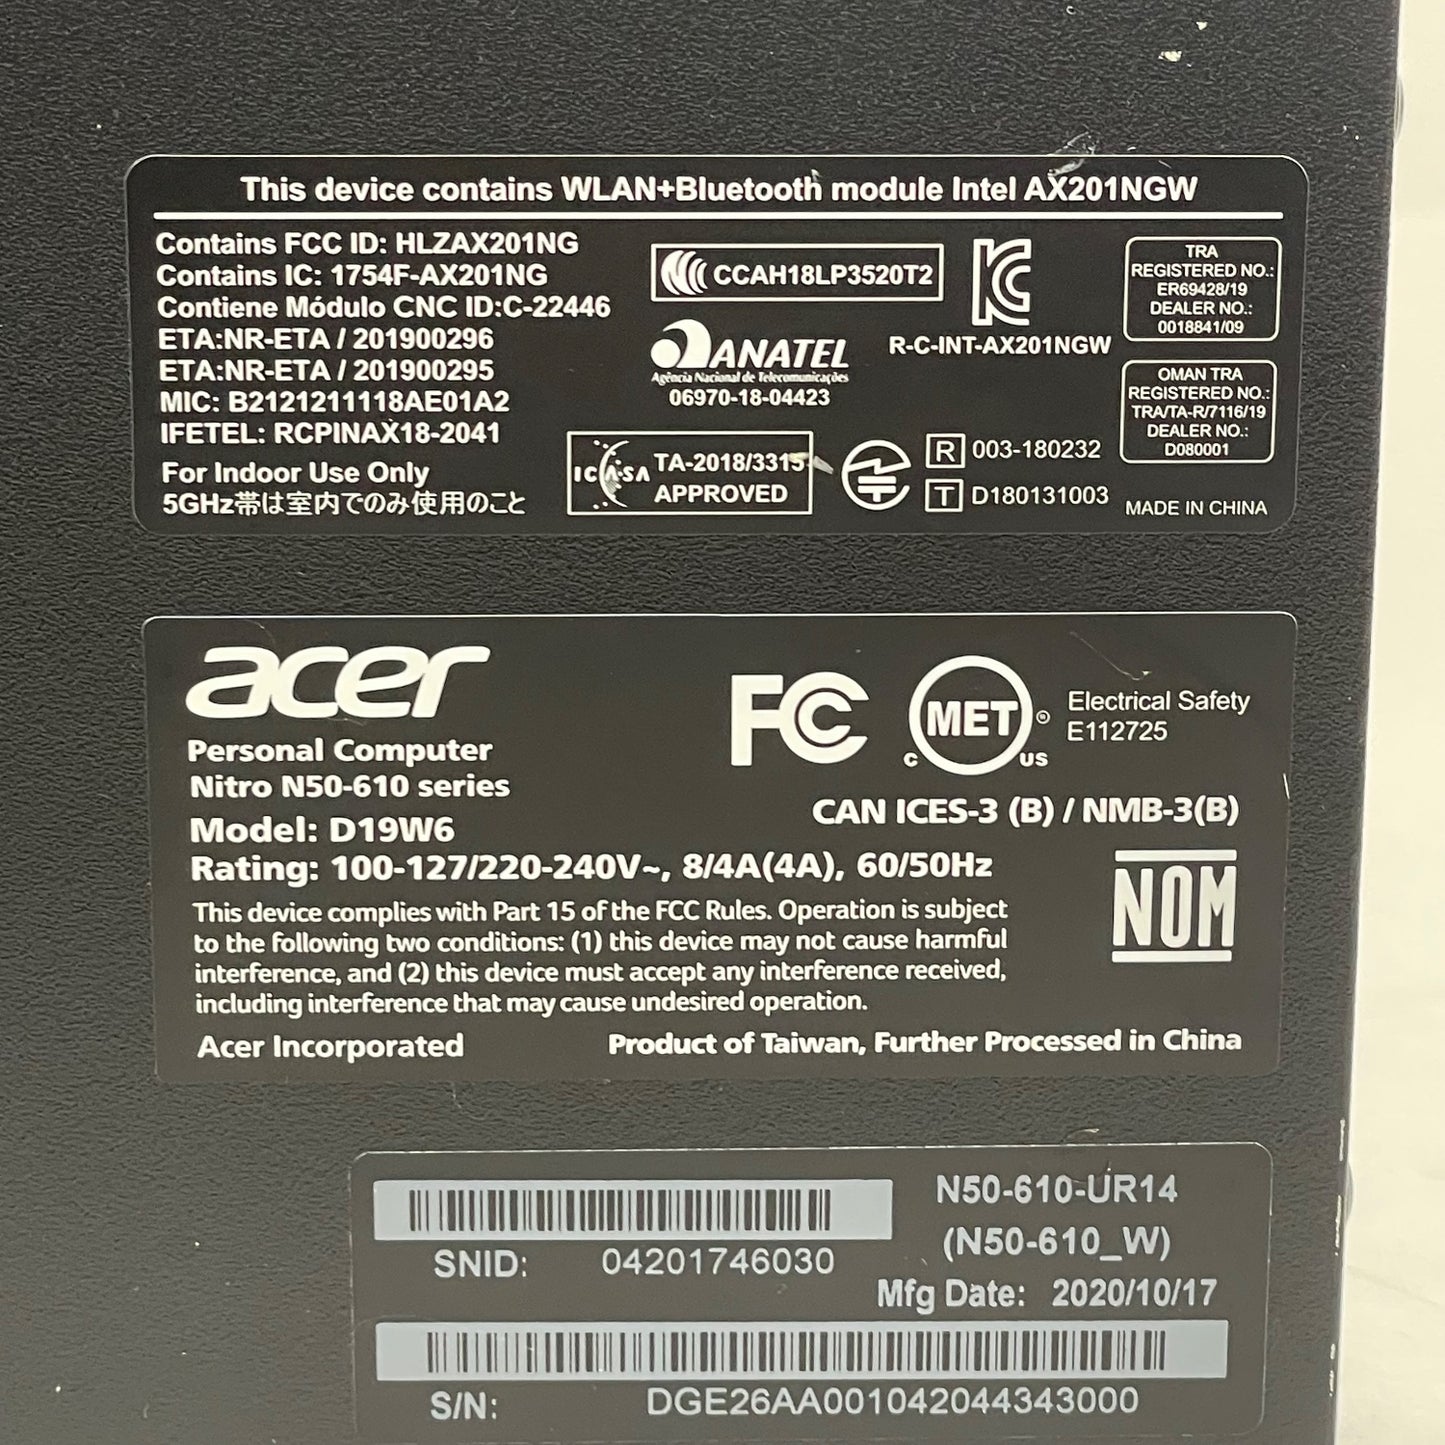 This device contains WLAN+Bluetooth module Intel AX201NGW
Contains FCC ID: HLZAX201NG
Contains IC: 1754F-AX201NG
Contiene Módulo CNC ID:C-22446
ETA:NR-ETA / 201900296
ETA:NR-ETA / 201900295
MIC: B2121211118AE01A2
IFETEL: RCPINAX18-2041
For Indoor Use Only
5GHz帯は室内でのみ使用のこと
CCAH18LP3520T2
ANATEL
Agência Nacional de Telecomunicações
06970-18-04423
ICASA
TA-2018/3315
APPROVED
R-C-INT-AX201NGW
R 003-180232
T D180131003
TRA
REGISTERED NO.:
ER69428/19
DEALER NO.:
0018841/09
OMAN TRA
REGISTERED NO.:
TRA/TA-R/7116/19
DEALER NO.:
D080001
MADE IN CHINA
acer
Personal Computer
Nitro N50-610 series
Model: D19W6
Rating: 100-127/220-240V~, 8/4A(4A), 60/50Hz
FC
c MET us ®
Electrical Safety
E112725
CAN ICES-3 (B) / NMB-3(B)
NOM
This device complies with Part 15 of the FCC Rules. Operation is subject
to the following two conditions: (1) this device may not cause harmful
interference, and (2) this device must accept any interference received,
including interference that may cause undesired operation.
Acer Incorporated
Product of Taiwan, Further Processed in China
SNID: 04201746030
N50-610-UR14
(N50-610_W)
Mfg Date: 2020/10/17
S/N: DGE26AA001042044343000